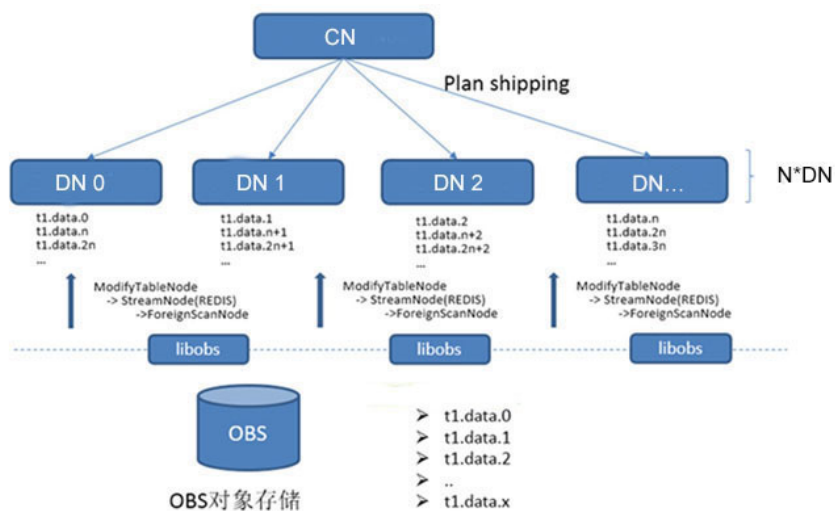 CN
Plan shipping
DN 0
DN 1
DN 2
DN...
N*DN
t1.data.0
t1.data.n
t1.data.2n
...
t1.data.1
t1.data.n+1
t1.data.2n+1
...
t1.data.2
t1.data.n+2
t1.data.2n+2
...
t1.data.n
t1.data.2n
t1.data.3n
...
ModifyTableNode
-> StreamNode(REDIS)
->ForeignScanNode
ModifyTableNode
-> StreamNode(REDIS)
->ForeignScanNode
ModifyTableNode
-> StreamNode(REDIS)
->ForeignScanNode
libobs
libobs
libobs
OBS
OBS对象存储
➢ t1.data.0
➢ t1.data.1
➢ t1.data.2
➢ ..
➢ t1.data.x